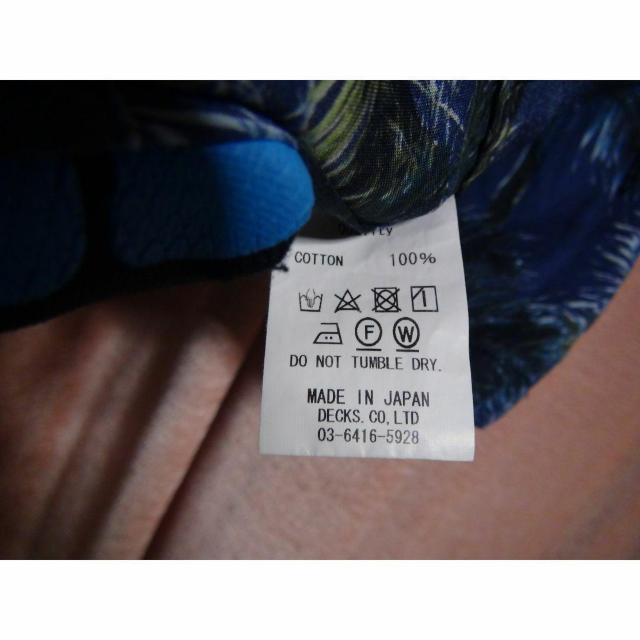 COTTON 100%
F W
DO NOT TUMBLE DRY.
MADE IN JAPAN
DECKS.CO,LTD
03-6416-5928